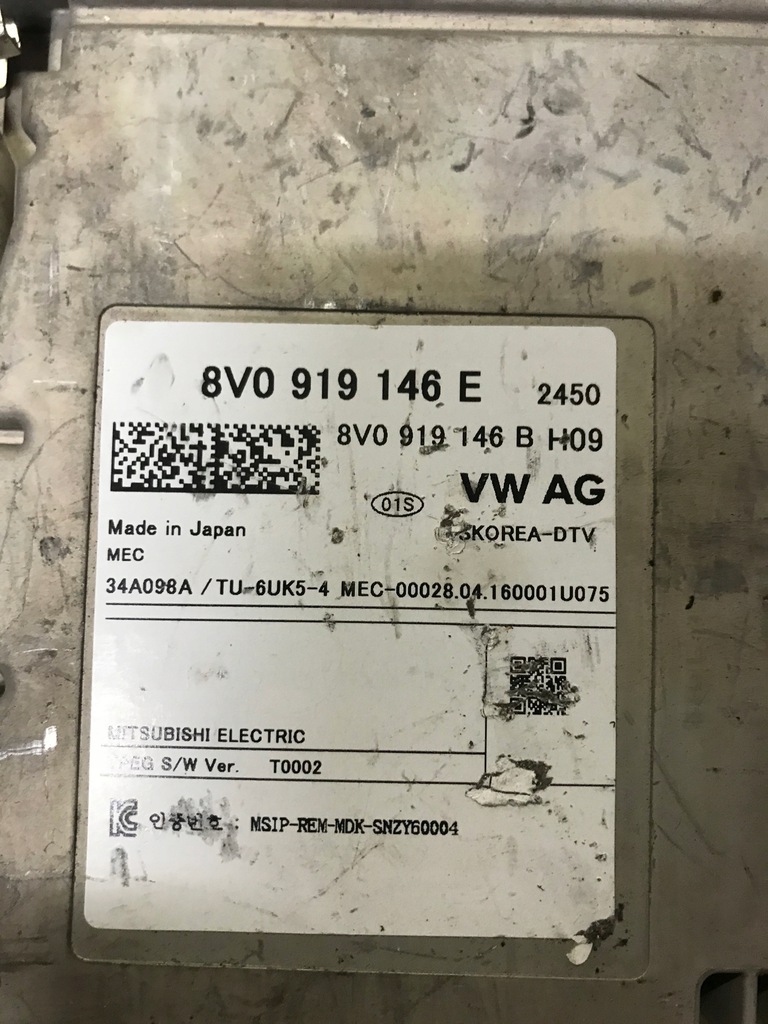 8V0 919 146 E 2450
8V0 919 146 B H09
VW AG
01S
Made in Japan
KOREA-DTV
MEC
34A098A / TU-6UK5-4 MEC-00028.04.160001U075
MITSUBISHI ELECTRIC
TPEG S/W Ver. T0002
인증번호 : MSIP-REM-MDK-SNZY60004